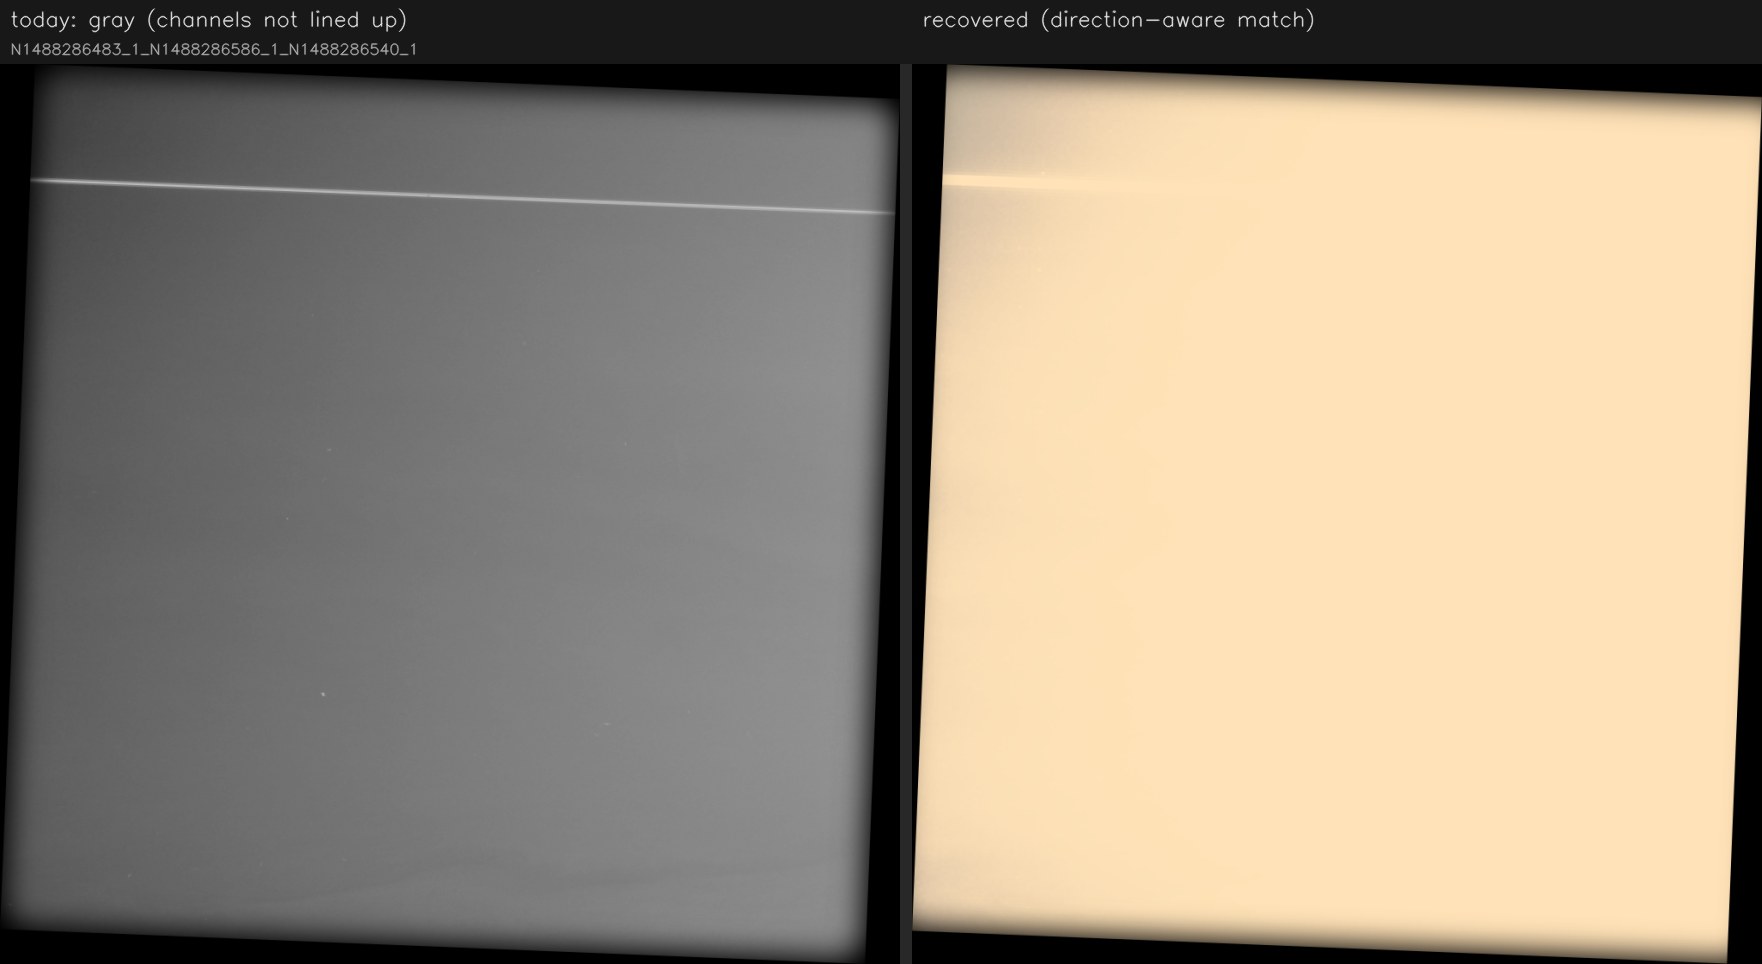 today: gray (channels not lined up)
N1488286483_1_N1488286586_1_N1488286540_1
recovered (direction-aware match)